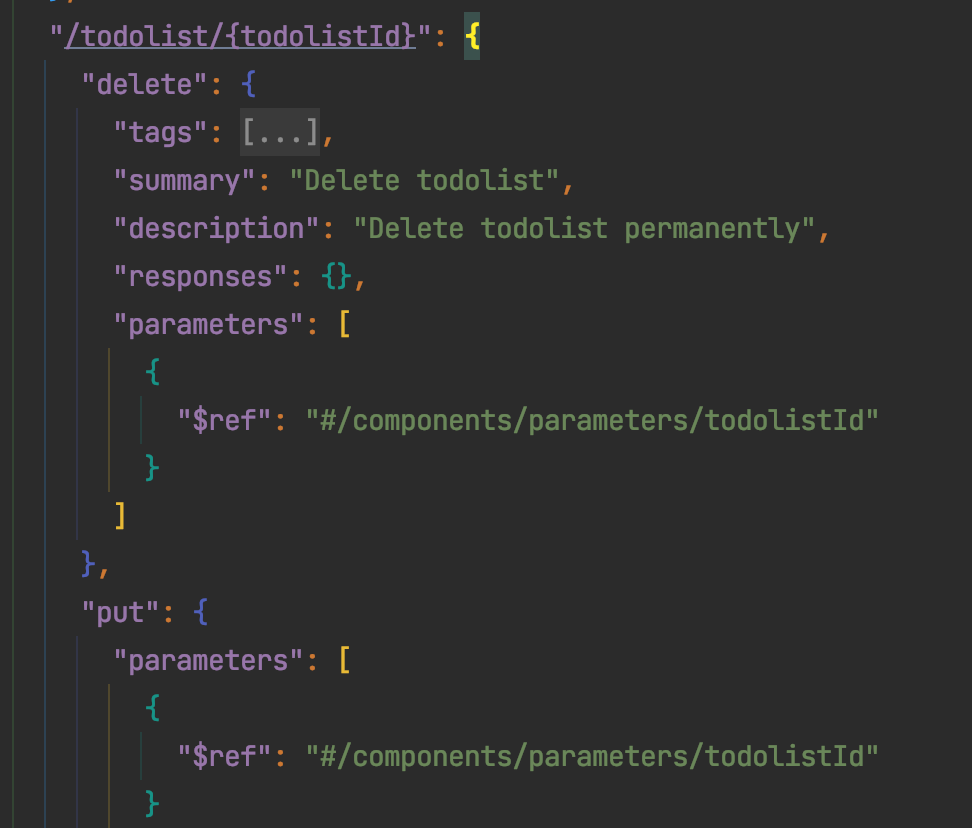 "/todolist/{todolistId}": {
"delete": {
"tags": [...],
"summary": "Delete todolist",
"description": "Delete todolist permanently",
"responses": {},
"parameters": [
{
"$ref": "#/components/parameters/todolistId"
}
]
},
"put": {
"parameters": [
{
"$ref": "#/components/parameters/todolistId"
}